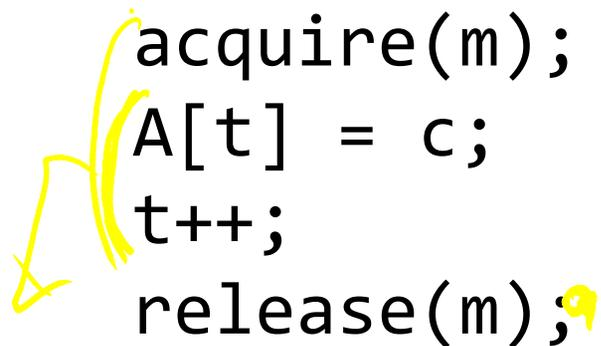 acquire(m);
A[t] = c;
t++;
release(m);